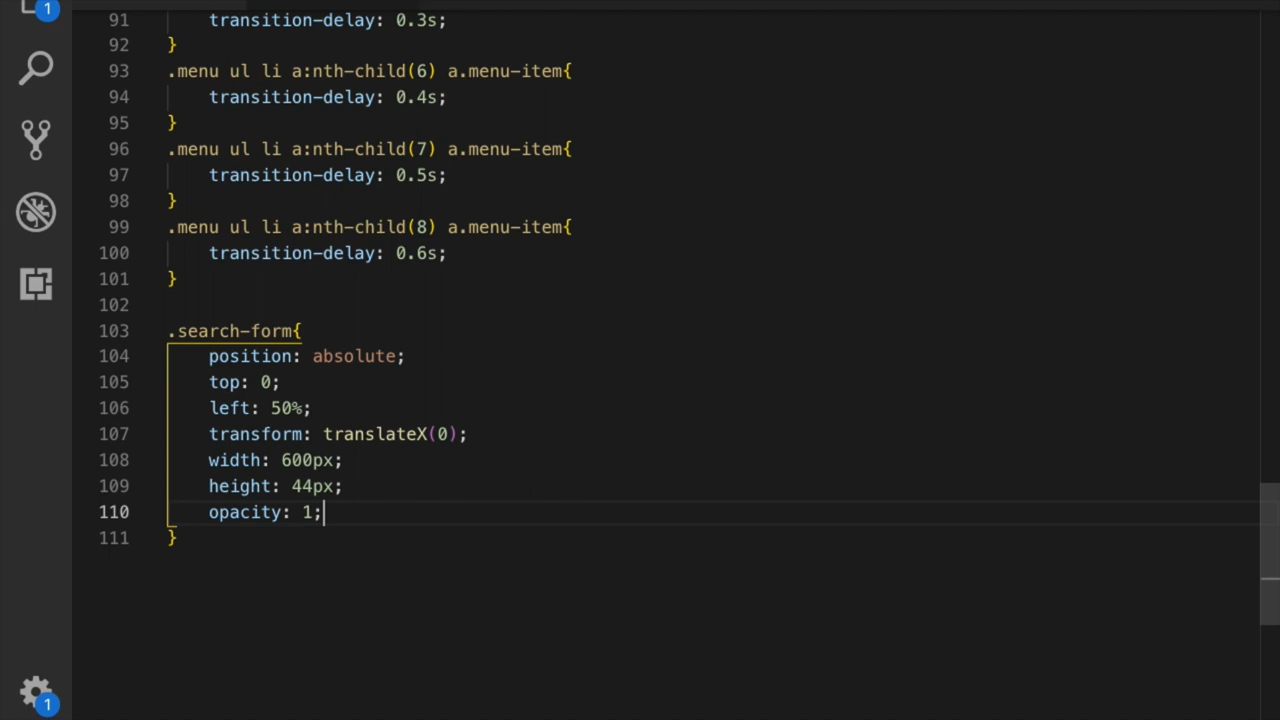 1
91 transition-delay: 0.3s;
92 }
93 .menu ul li a:nth-child(6) a.menu-item{
94 transition-delay: 0.4s;
95 }
96 .menu ul li a:nth-child(7) a.menu-item{
97 transition-delay: 0.5s;
98 }
99 .menu ul li a:nth-child(8) a.menu-item{
100 transition-delay: 0.6s;
101 }
102
103 .search-form{
104 position: absolute;
105 top: 0;
106 left: 50%;
107 transform: translateX(0);
108 width: 600px;
109 height: 44px;
110 opacity: 1;
111 }
1